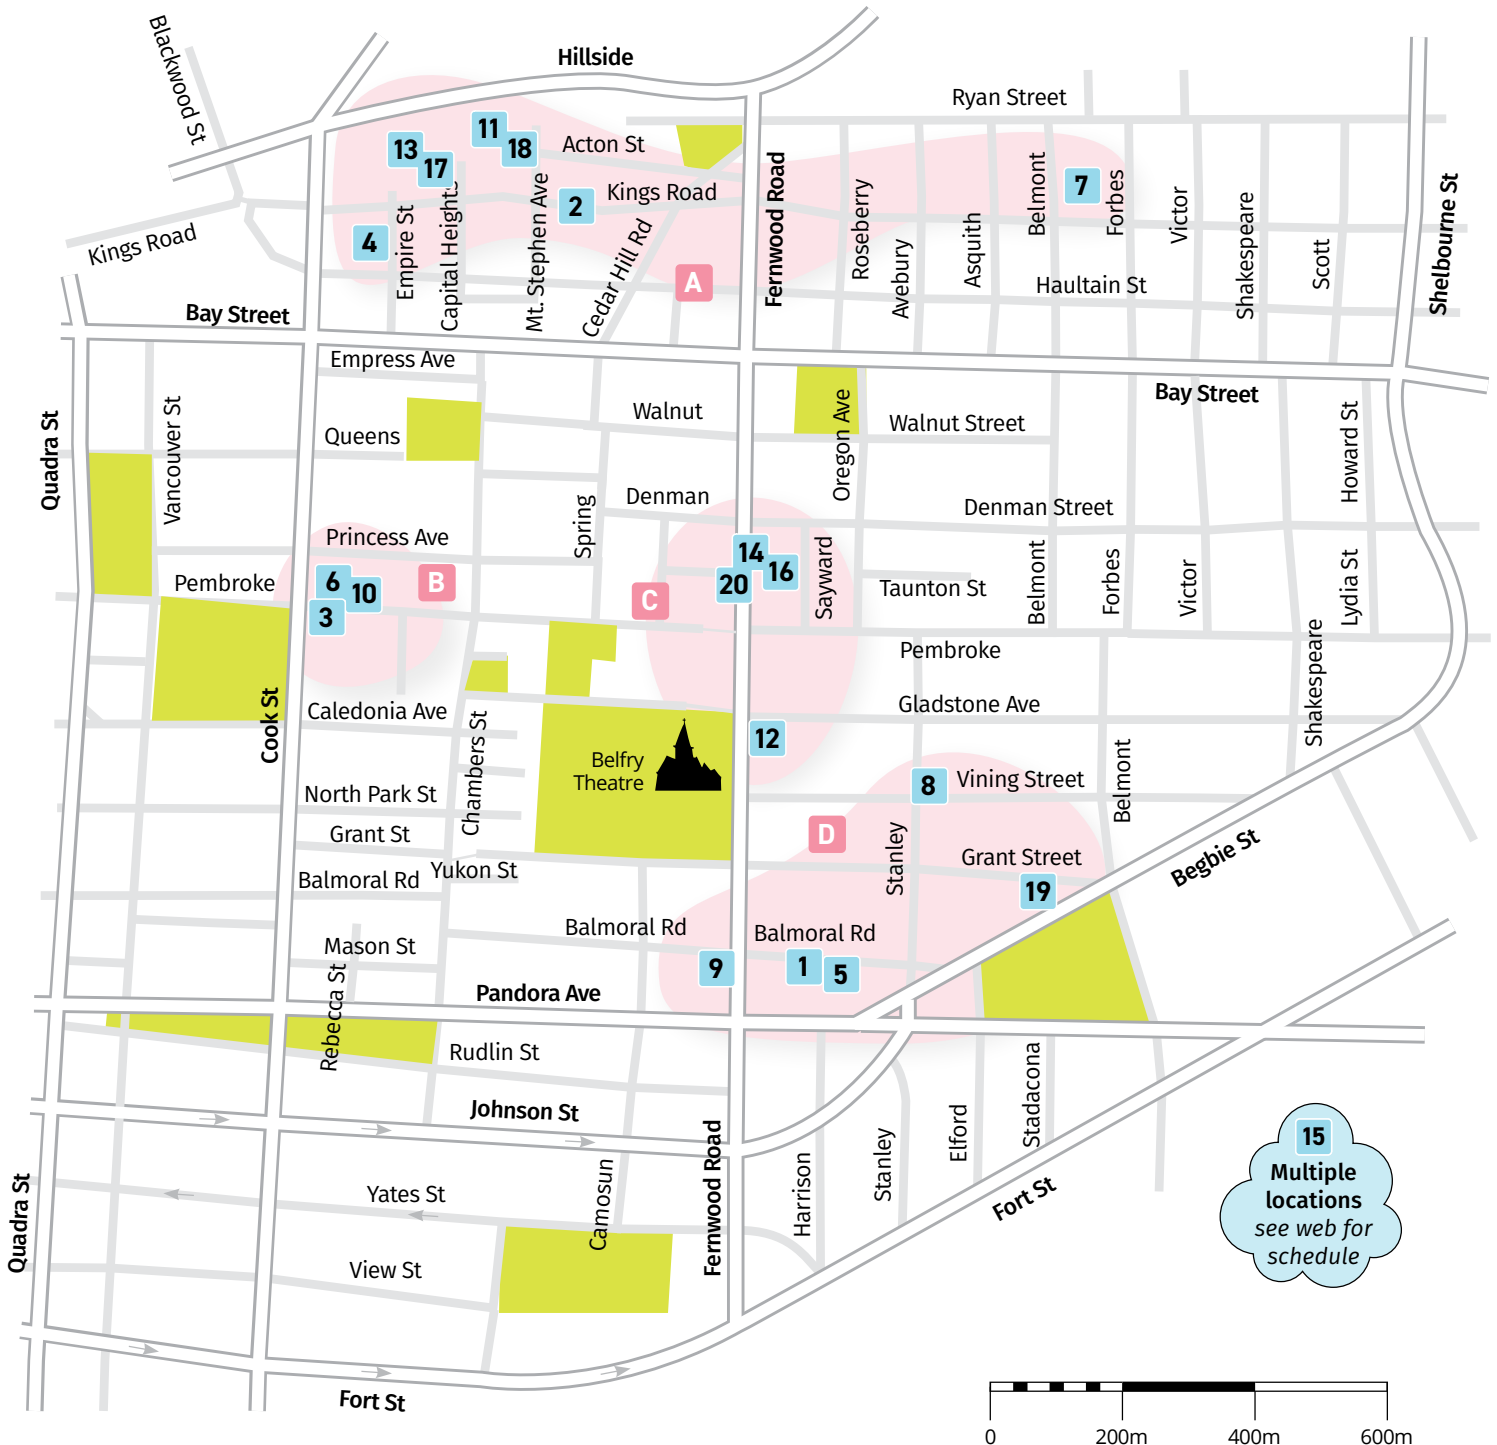 Blackwood St
Hillside
Ryan Street
11
13
18
Acton St
17
7
2
Kings Road
Kings Road
4
Empire St
Capital Heights
Mt. Stephen Ave
Cedar Hill Rd
A
Fernwood Road
Roseberry
Avebury
Asquith
Belmont
Forbes
Victor
Shakespeare
Scott
Shelbourne St
Haultain St
Bay Street
Empress Ave
Bay Street
Quadra St
Vancouver St
Queens
Walnut
Oregon Ave
Walnut Street
Howard St
Denman
Denman Street
Spring
Princess Ave
14
16
20
Sayward
Belmont
Forbes
Victor
Lydia St
Pembroke
6
10
3
B
C
Taunton St
Pembroke
Shakespeare
Cook St
Caledonia Ave
Gladstone Ave
Chambers St
12
Belfry
Theatre
8
Vining Street
Belmont
North Park St
Grant St
D
Stanley
Grant Street
Begbie St
Yukon St
Balmoral Rd
19
Balmoral Rd
Balmoral Rd
Mason St
9
1
5
Rebecca St
Pandora Ave
Rudlin St
Johnson St
Fernwood Road
Harrison
Stanley
Elford
Stadacona
Quadra St
Yates St
Camosun
Fort St
View St
Fort St
15
Multiple
locations
see web for
schedule
0 200m 400m 600m